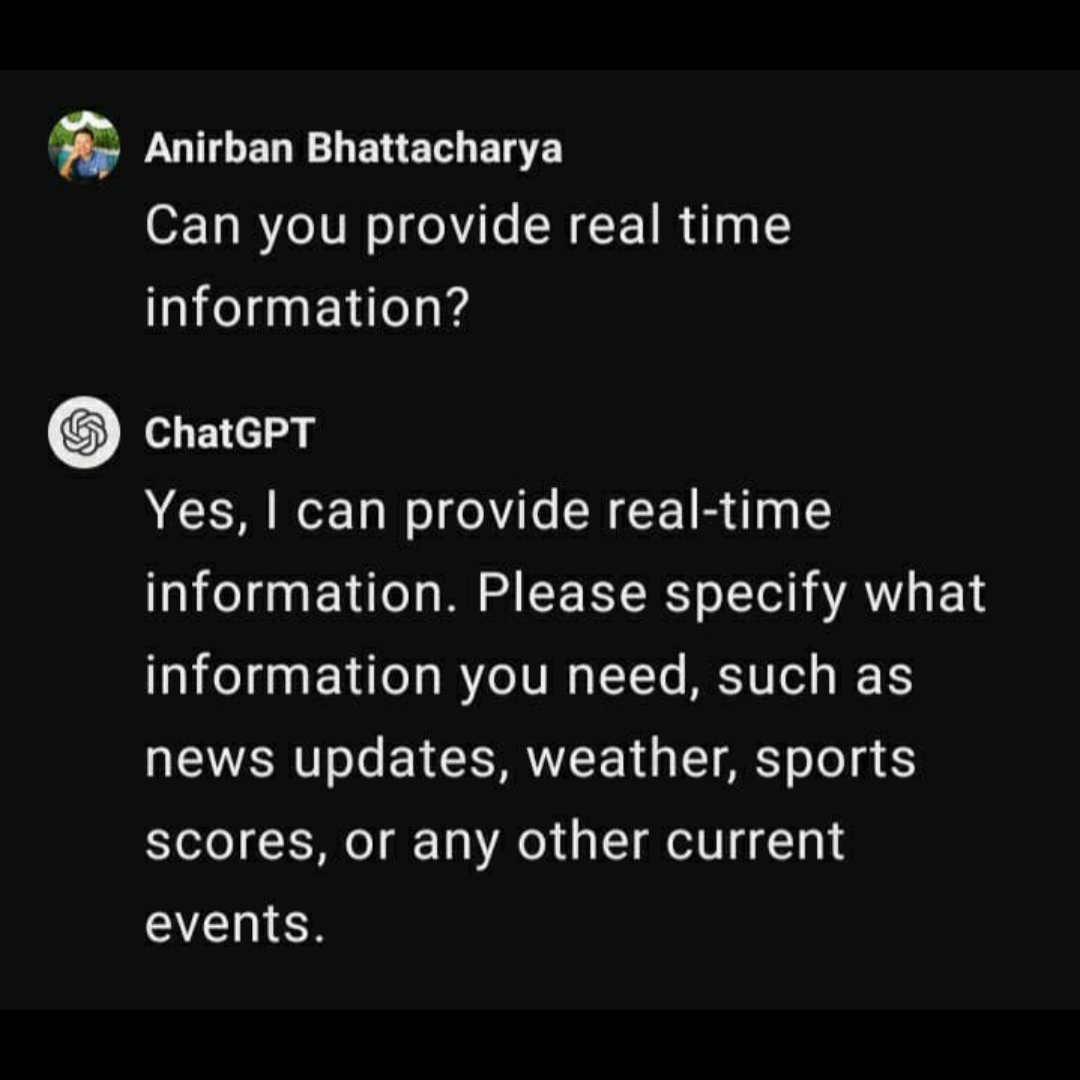 Anirban Bhattacharya
Can you provide real time
information?
ChatGPT
Yes, I can provide real-time
information. Please specify what
information you need, such as
news updates, weather, sports
scores, or any other current
events.